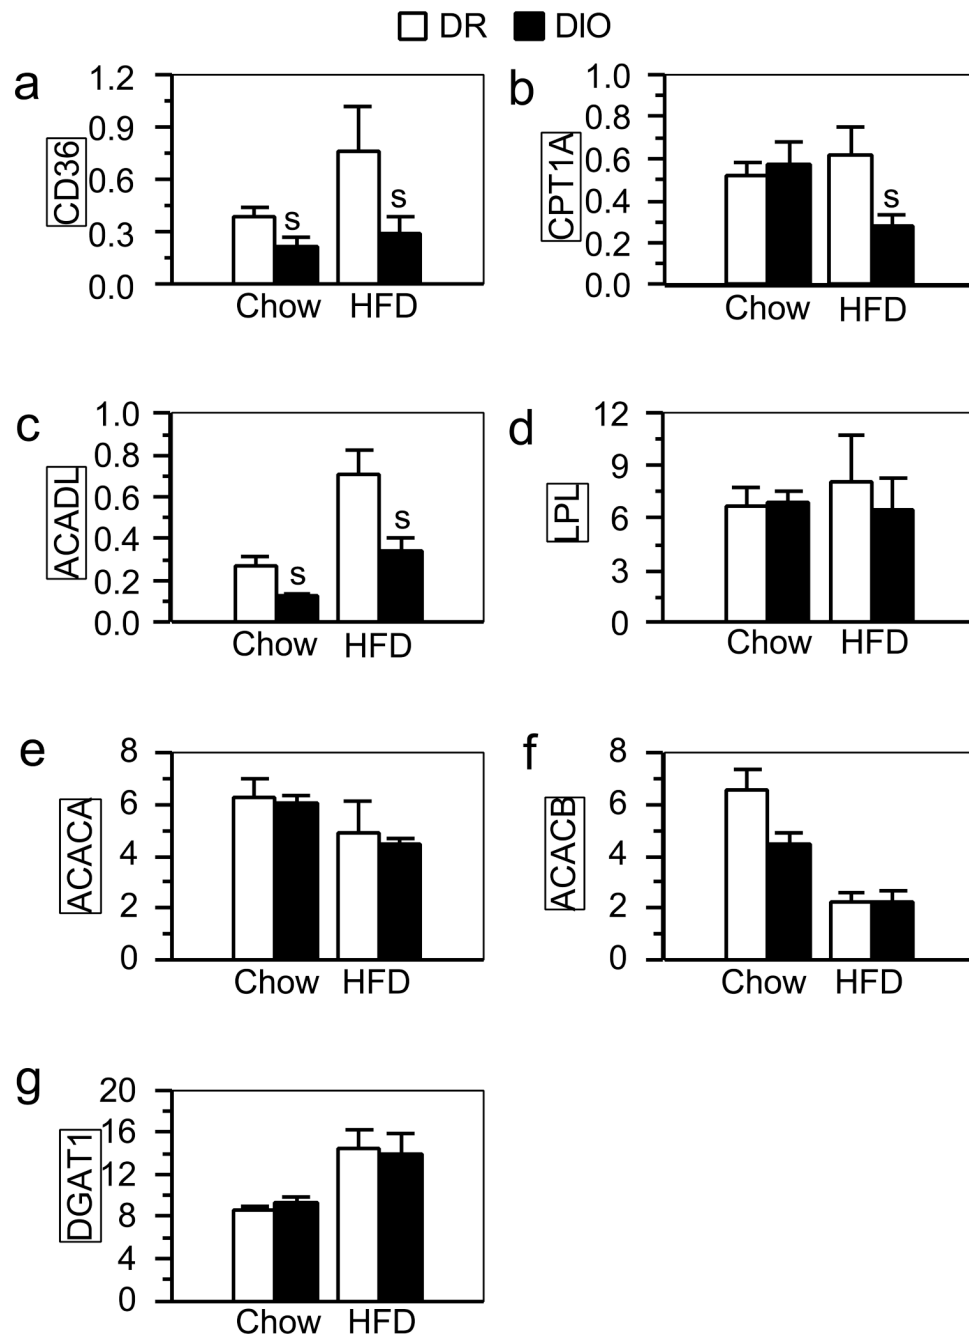 DR DIO
a
CD36
1.2
0.9
0.6
0.3
0.0
s
s
Chow HFD
b
CPT1A
1.0
0.8
0.6
0.4
0.2
0.0
s
Chow HFD
c
ACADL
1.0
0.8
0.6
0.4
0.2
0.0
s
s
Chow HFD
d
LPL
12
9
6
3
0
Chow HFD
e
ACACA
8
6
4
2
0
Chow HFD
f
ACACB
8
6
4
2
0
Chow HFD
g
DGAT1
20
16
12
8
4
0
Chow HFD